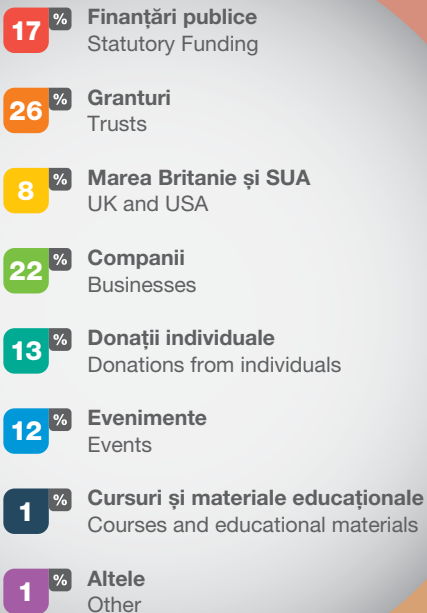 17 % Finanțări publice
Statutory Funding
26 % Granturi
Trusts
8 % Marea Britanie și SUA
UK and USA
22 % Companii
Businesses
13 % Donații individuale
Donations from individuals
12 % Evenimente
Events
1 % Cursuri și materiale educaționale
Courses and educational materials
1 % Altele
Other